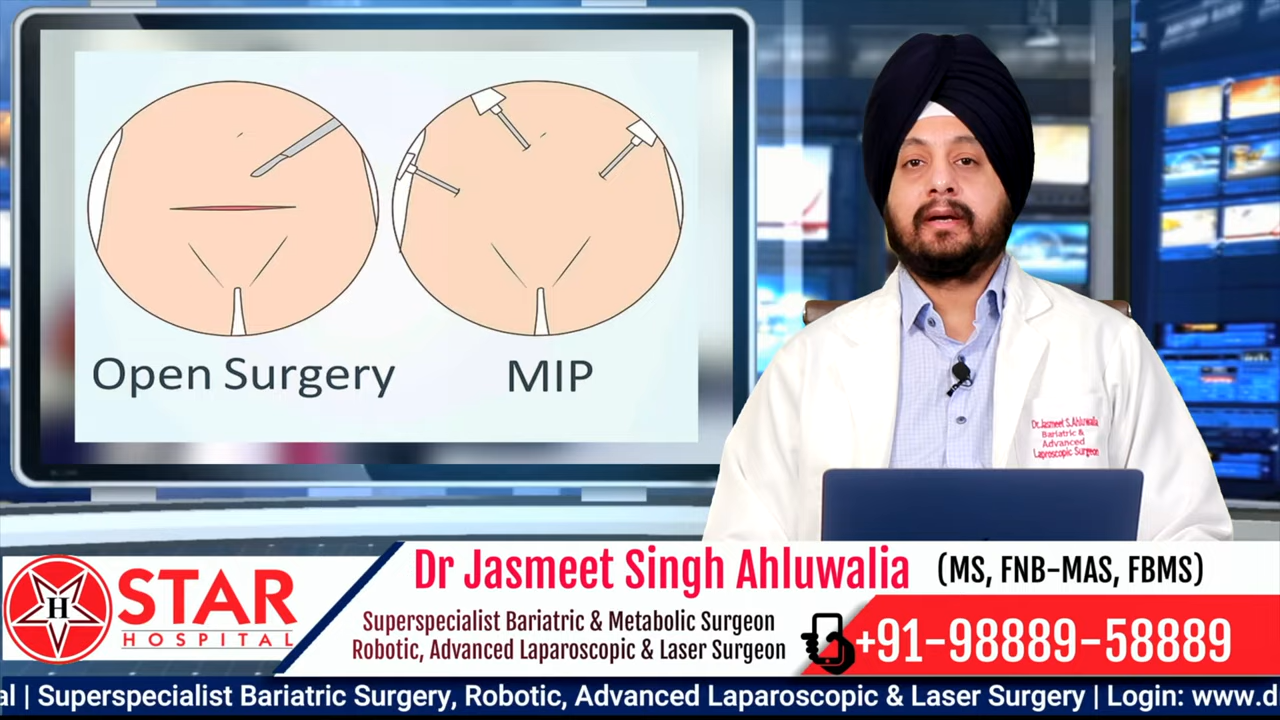 Open Surgery
MIP
Dr. Jasmeet S. Ahluwalia
Bariatric &
Advanced
Laproscopic Surgeon
H
STAR
HOSPITAL
Dr Jasmeet Singh Ahluwalia (MS, FNB-MAS, FBMS)
Superspecialist Bariatric & Metabolic Surgeon
Robotic, Advanced Laparoscopic & Laser Surgeon
+91-98889-58889
al | Superspecialist Bariatric Surgery, Robotic, Advanced Laparoscopic & Laser Surgery | Login: www.d